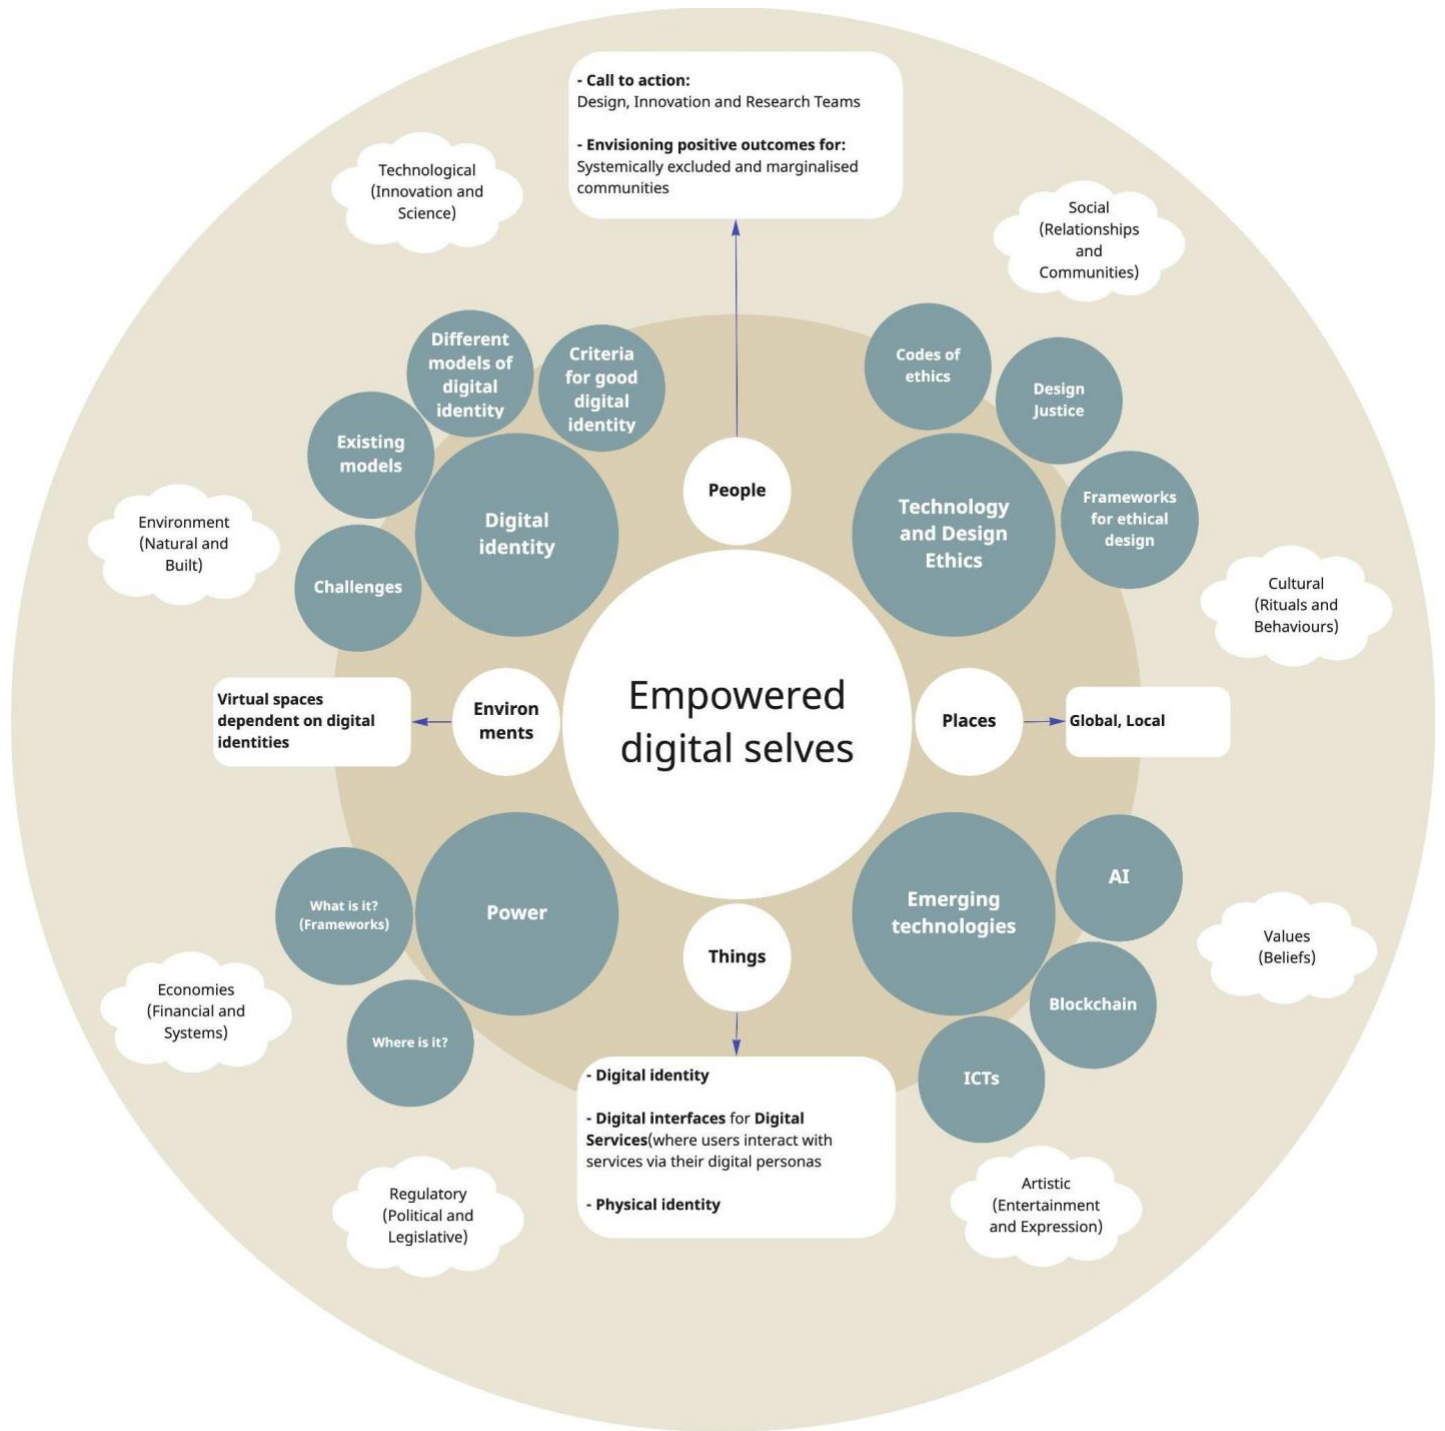 - Call to action:
Design, Innovation and Research Teams
- Envisioning positive outcomes for:
Systemically excluded and marginalised
communities
Technological
(Innovation and
Science)
Social
(Relationships
and
Communities)
Different
models of
digital
identity
Criteria
for good
digital
identity
Existing
models
Challenges
Digital
identity
People
Codes of
ethics
Design
Justice
Frameworks
for ethical
design
Technology
and Design
Ethics
Environment
(Natural and
Built)
Cultural
(Rituals and
Behaviours)
Virtual spaces
dependent on digital
identities
Environ
ments
Empowered
digital selves
Places
Global, Local
What is it?
(Frameworks)
Where is it?
Power
Things
Emerging
technologies
AI
Blockchain
ICTs
Values
(Beliefs)
Economies
(Financial and
Systems)
- Digital identity
- Digital interfaces for Digital
Services(where users interact with
services via their digital personas
- Physical identity
Regulatory
(Political and
Legislative)
Artistic
(Entertainment
and Expression)